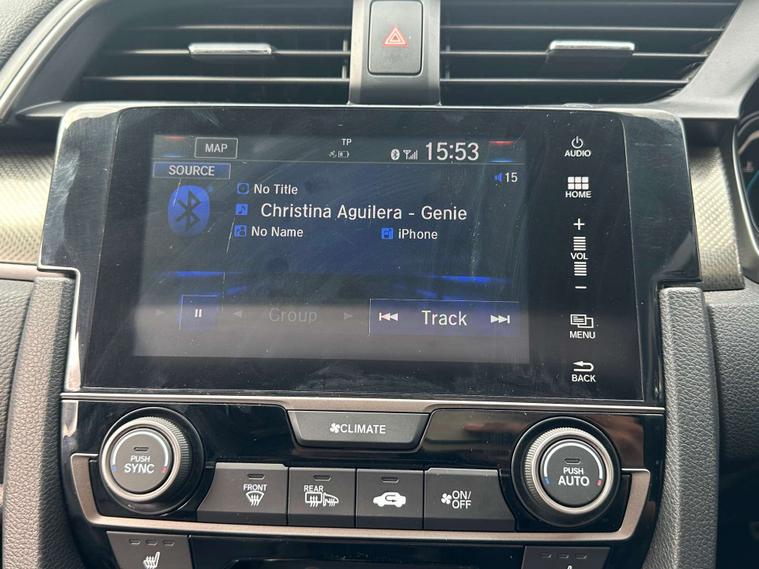 MAP
TP
15:53
AUDIO
SOURCE
15
No Title
HOME
Christina Aguilera - Genie
No Name
iPhone
VOL
Group
Track
MENU
BACK
CLIMATE
PUSH
SYNC
FRONT
REAR
ON/
OFF
PUSH
AUTO